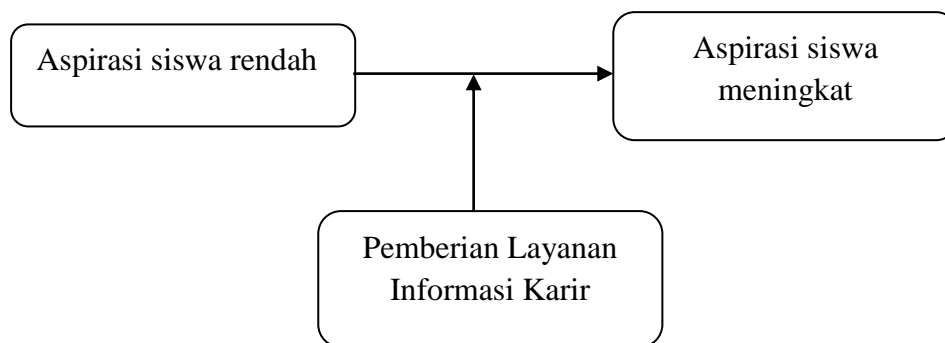 Aspirasi siswa rendah
Aspirasi siswa
meningkat
Pemberian Layanan
Informasi Karir